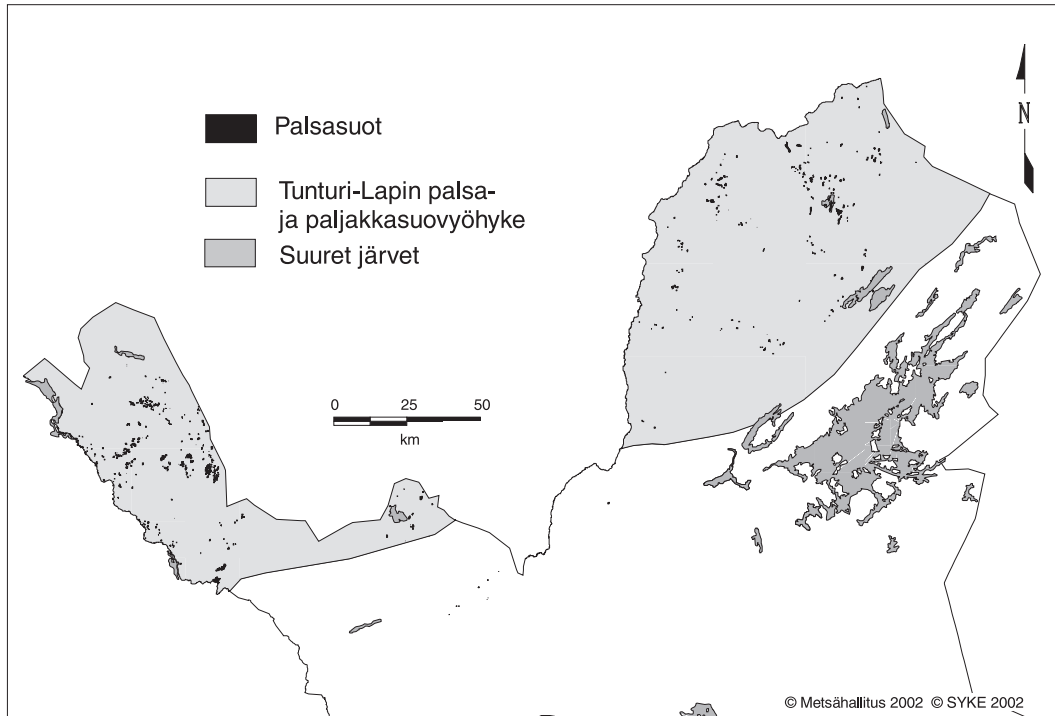 Palsasuot
Tunturi-Lapin palsa-
ja paljakkasuovyöhyke
Suuret järvet
N
0 25 50
km
© Metsähallitus 2002 © SYKE 2002